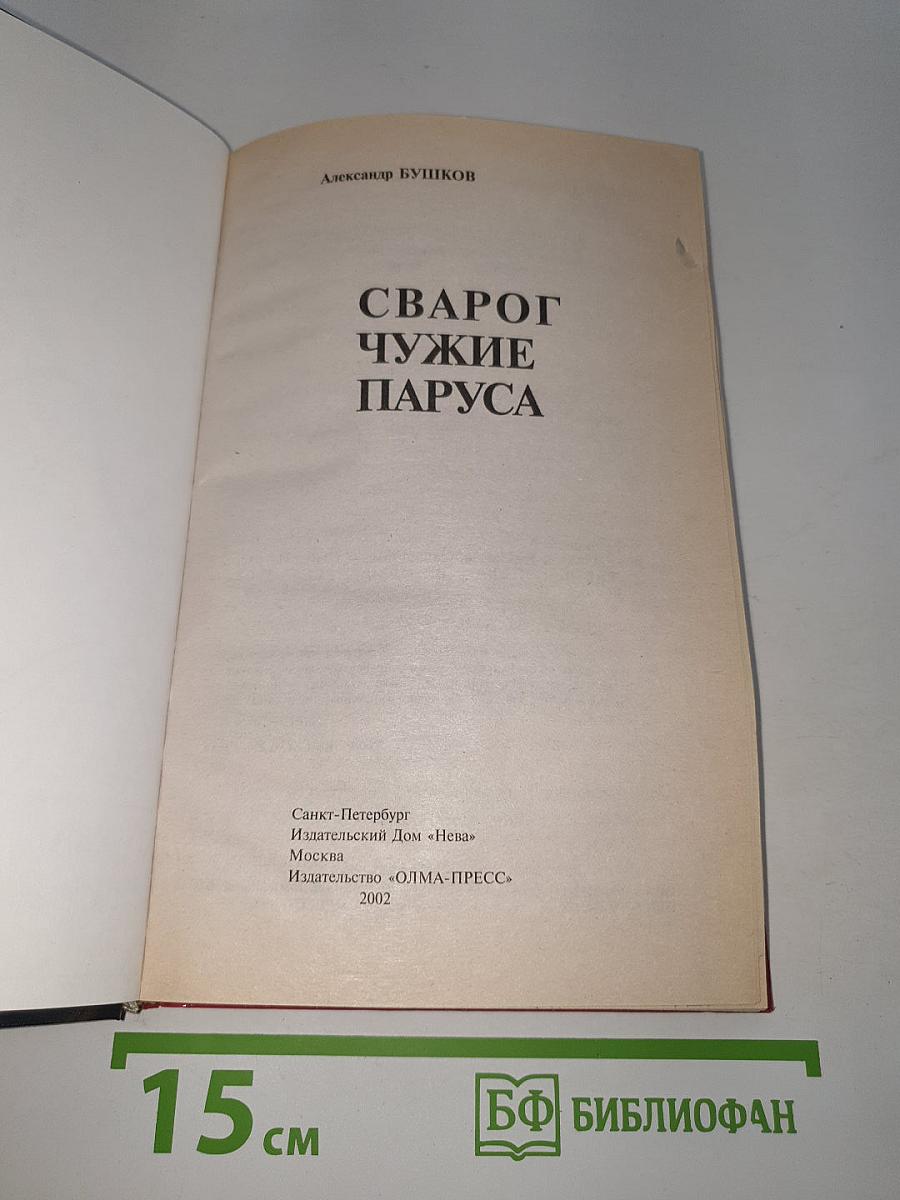 Александр БУШКОВ
СВАРОГ
ЧУЖИЕ
ПАРУСА
Санкт-Петербург
Издательский Дом «Нева»
Москва
Издательство «ОЛМА-ПРЕСС»
2002
15 см
БФ БИБЛИОФАН